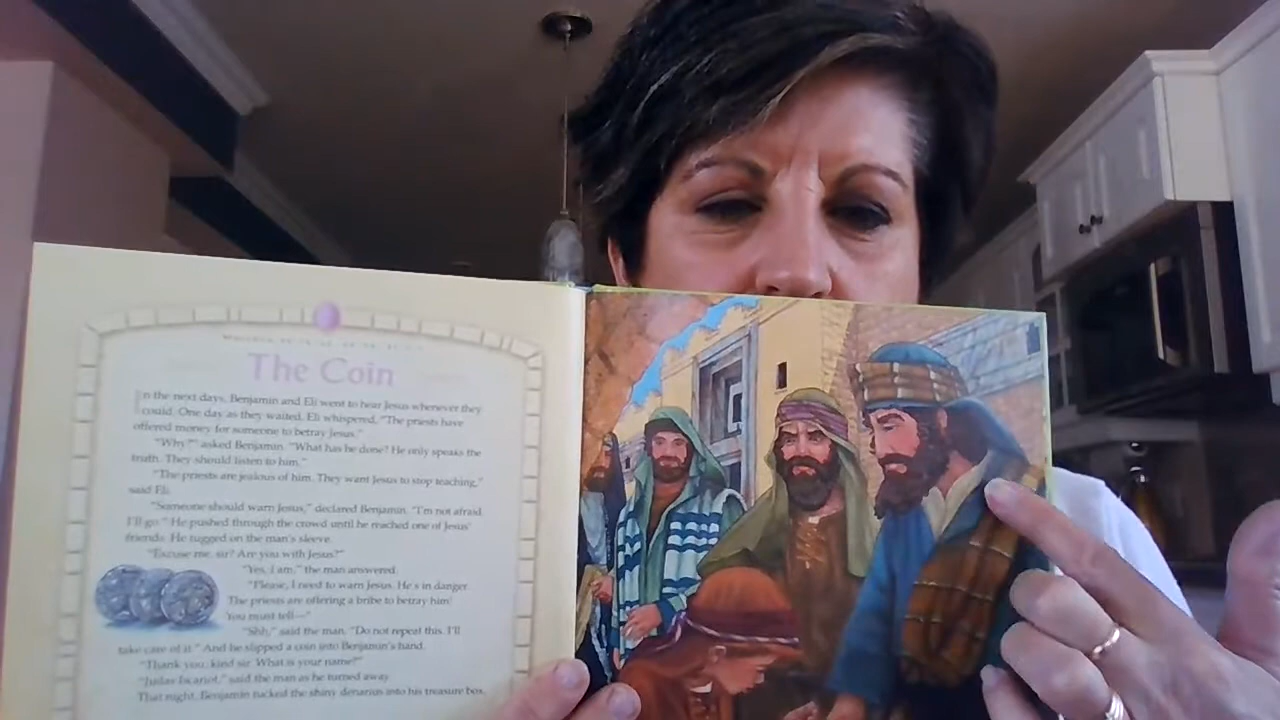 The Coin
In the next days, Benjamin and Eli went to hear Jesus whenever they
could. One day as they waited, Eli whispered, "The priests have
offered money for someone to betray Jesus."
"Why?" asked Benjamin. "What has he done? He only speaks the
truth. They should listen to him."
"The priests are jealous of him. They want Jesus to stop teaching,"
said Eli.
"Someone should warn Jesus," declared Benjamin. "I'm not afraid.
I'll go." He pushed through the crowd until he reached one of Jesus'
friends. He tugged on the man's sleeve.
"Excuse me, sir? Are you with Jesus?"
"Yes, I am," the man answered.
"Please, I need to warn Jesus. He's in danger.
The priests are offering a bribe to betray him!
You must tell—"
"Shh," said the man. "Do not repeat this. I'll
take care of it." And he slipped a coin into Benjamin's hand.
"Thank you, kind sir. What is your name?"
"Judas Iscariot," said the man as he turned away.
That night, Benjamin tucked the shiny denarius into his treasure box.